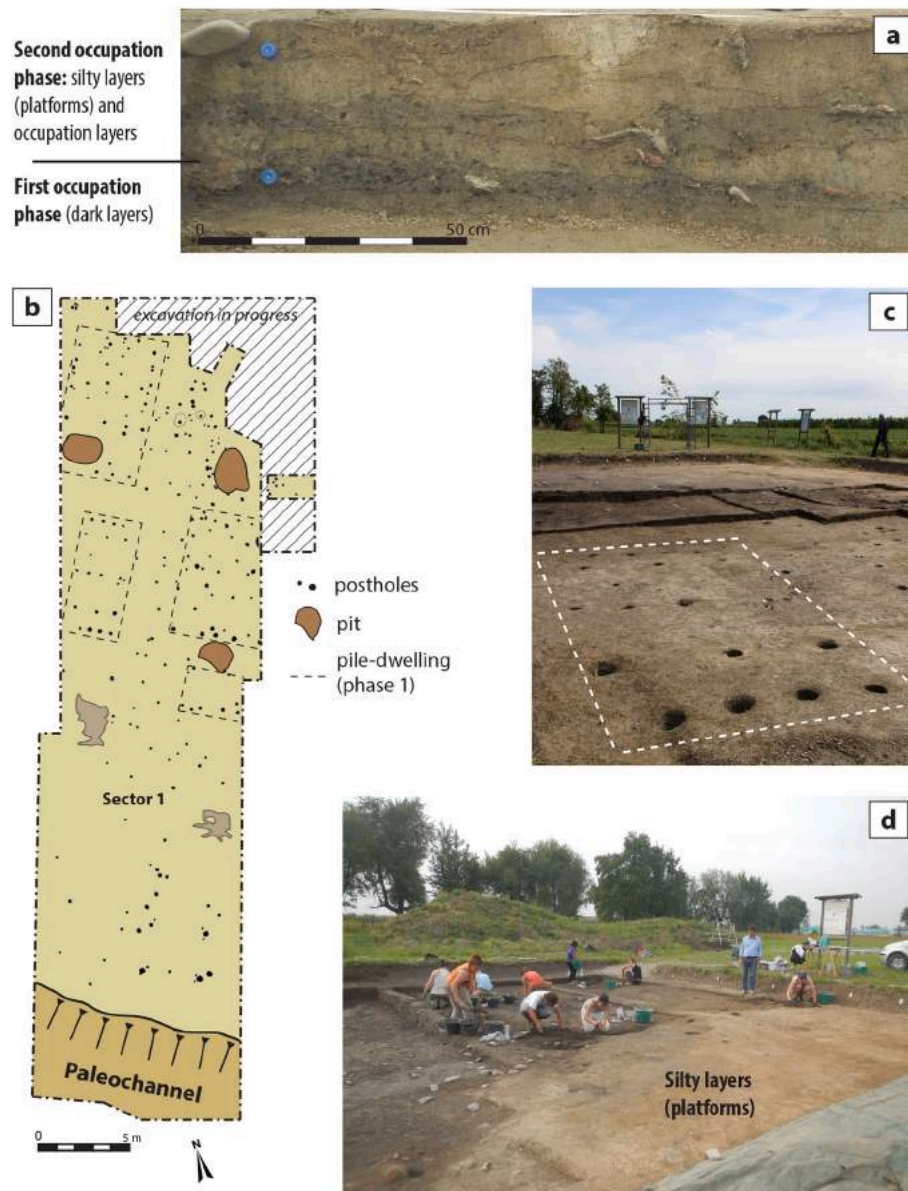 Second occupation
phase: silty layers
(platforms) and
occupation layers
First occupation
phase (dark layers)
a
0
50 cm
b
excavation in progress
postholes
pit
pile-dwelling
(phase 1)
Sector 1
Paleochannel
0
5 m
N
c
d
Silty layers
(platforms)